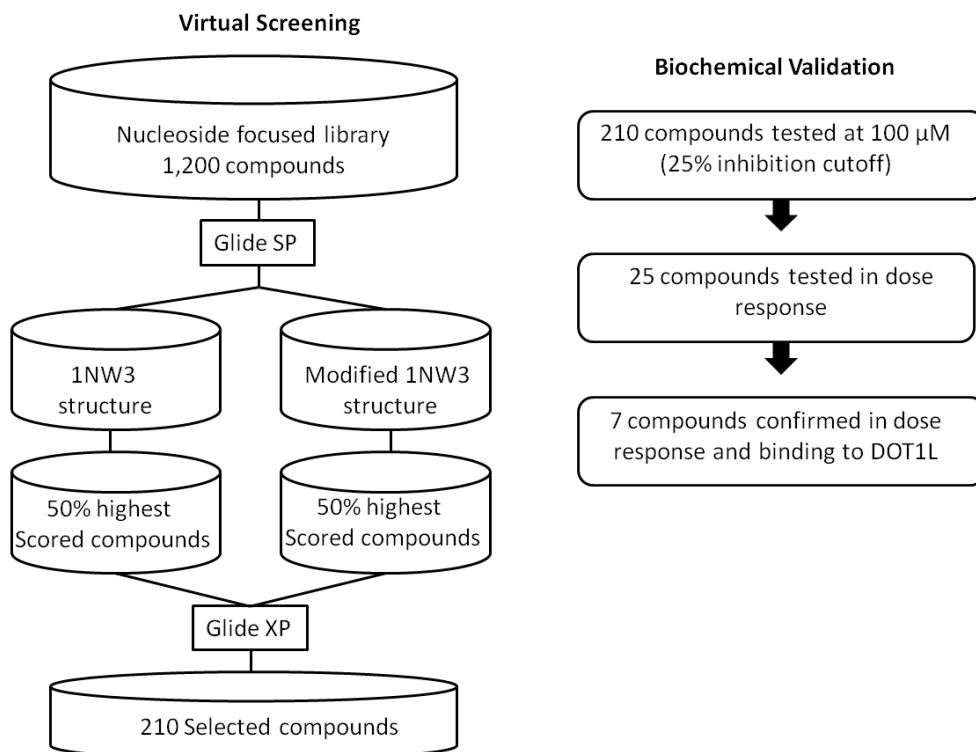 Virtual Screening
Nucleoside focused library
1,200 compounds
Glide SP
1NW3
structure
Modified 1NW3
structure
50% highest
Scored compounds
50% highest
Scored compounds
Glide XP
210 Selected compounds
Biochemical Validation
210 compounds tested at 100 µM
(25% inhibition cutoff)
25 compounds tested in dose
response
7 compounds confirmed in dose
response and binding to DOT1L